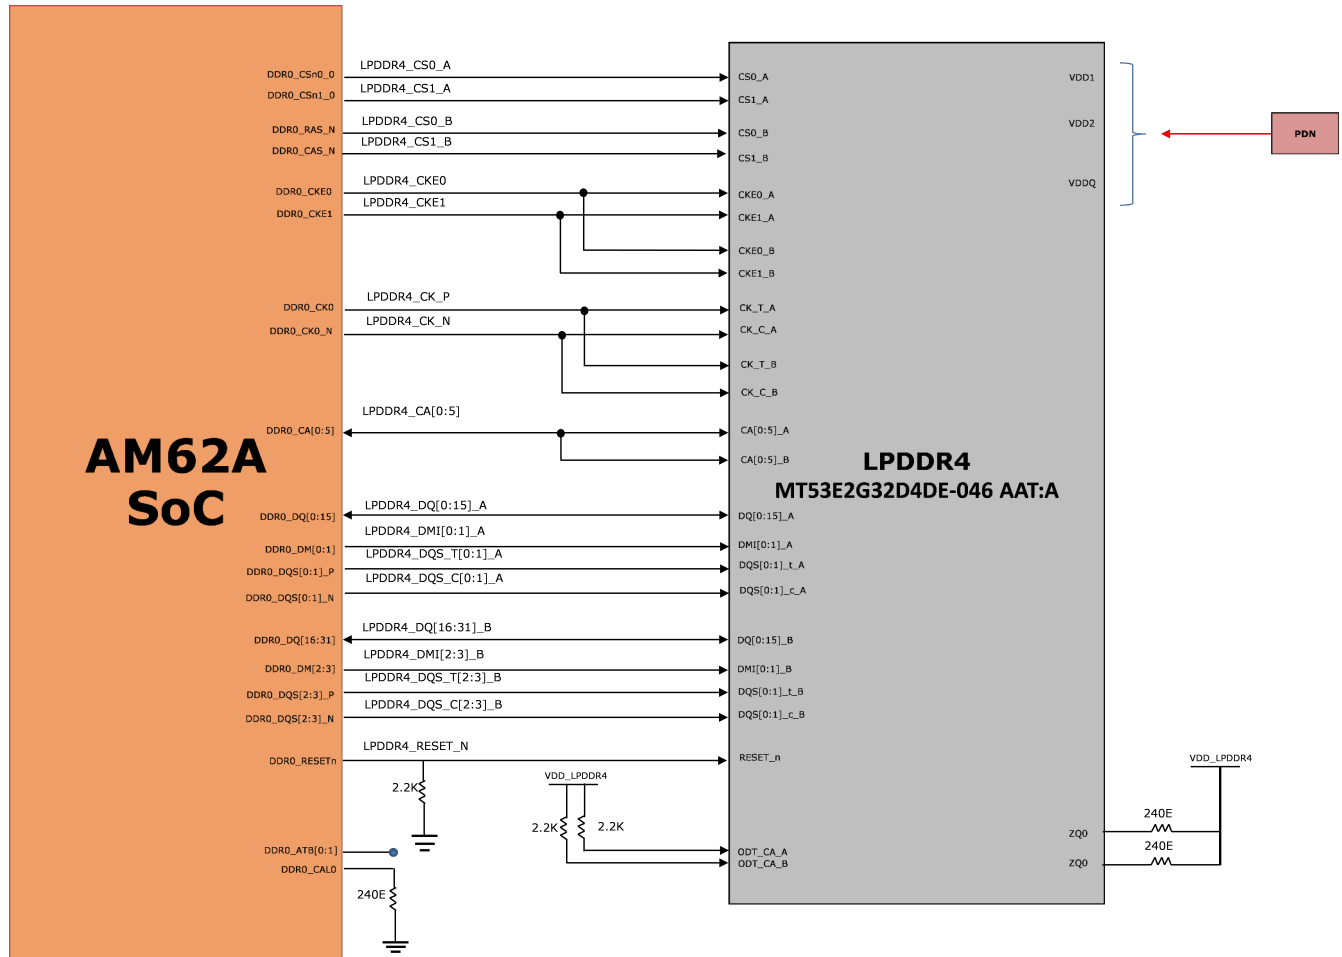 DDR0_CSn0_0
LPDDR4_CS0_A
CS0_A
DDR0_CSn1_0
LPDDR4_CS1_A
CS1_A
DDR0_RAS_N
LPDDR4_CS0_B
CS0_B
DDR0_CAS_N
LPDDR4_CS1_B
CS1_B
DDR0_CKE0
LPDDR4_CKE0
CKE0_A
DDR0_CKE1
LPDDR4_CKE1
CKE1_A
CKE0_B
CKE1_B
DDR0_CK0
LPDDR4_CK_P
CK_T_A
DDR0_CK0_N
LPDDR4_CK_N
CK_C_A
CK_T_B
CK_C_B
DDR0_CA[0:5]
LPDDR4_CA[0:5]
CA[0:5]_A
CA[0:5]_B
AM62A
SoC
LPDDR4
MT53E2G32D4DE-046 AAT:A
DDR0_DQ[0:15]
LPDDR4_DQ[0:15]_A
DQ[0:15]_A
DDR0_DM[0:1]
LPDDR4_DMI[0:1]_A
DMI[0:1]_A
DDR0_DQS[0:1]_P
LPDDR4_DQS_T[0:1]_A
DQS[0:1]_t_A
DDR0_DQS[0:1]_N
LPDDR4_DQS_C[0:1]_A
DQS[0:1]_c_A
DDR0_DQ[16:31]
LPDDR4_DQ[16:31]_B
DQ[0:15]_B
DDR0_DM[2:3]
LPDDR4_DMI[2:3]_B
DMI[0:1]_B
DDR0_DQS[2:3]_P
LPDDR4_DQS_T[2:3]_B
DQS[0:1]_t_B
DDR0_DQS[2:3]_N
LPDDR4_DQS_C[2:3]_B
DQS[0:1]_c_B
DDR0_RESETn
LPDDR4_RESET_N
RESET_n
2.2K
VDD_LPDDR4
2.2K
2.2K
DDR0_ATB[0:1]
ODT_CA_A
ODT_CA_B
DDR0_CAL0
240E
VDD1
VDD2
VDDQ
PDN
VDD_LPDDR4
ZQ0
240E
ZQ0
240E